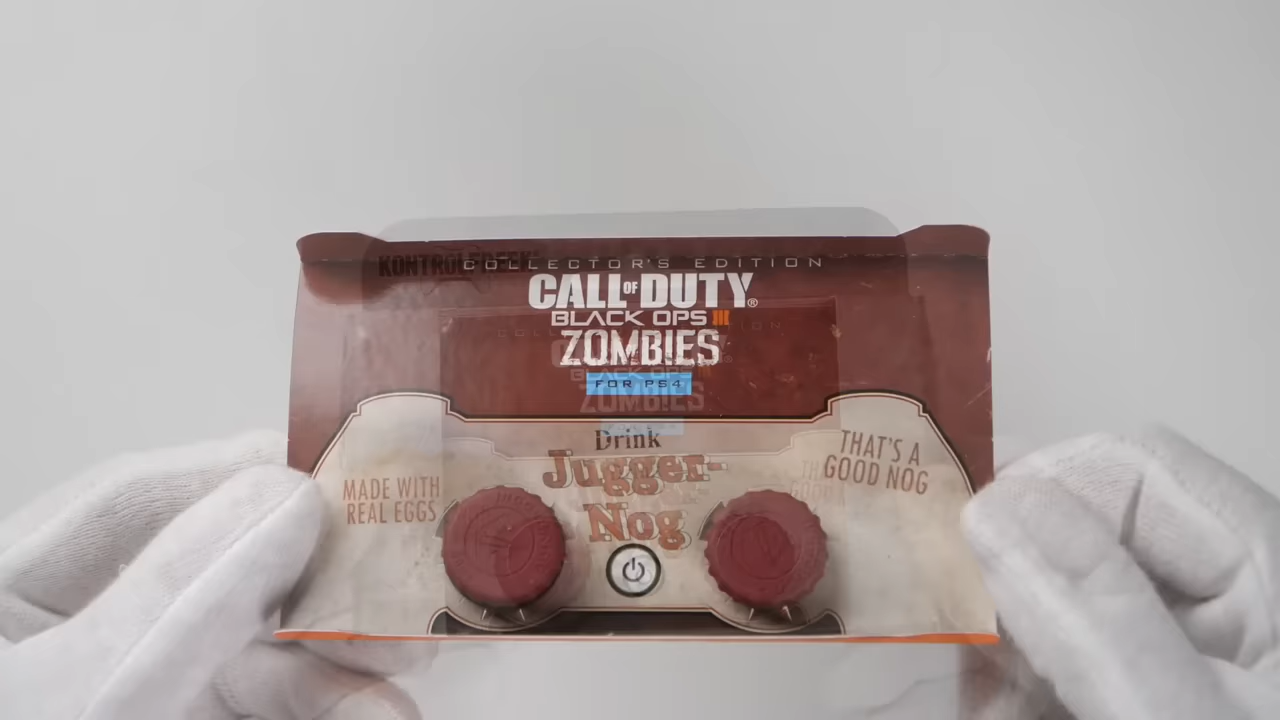 KONTROLFREEK
COLLECTOR'S EDITION
CALL OF DUTY®
BLACK OPS III
ZOMBIES
FOR PS4
Drink
Jugger-
Nog
MADE WITH
REAL EGGS
THAT'S A
GOOD NOG